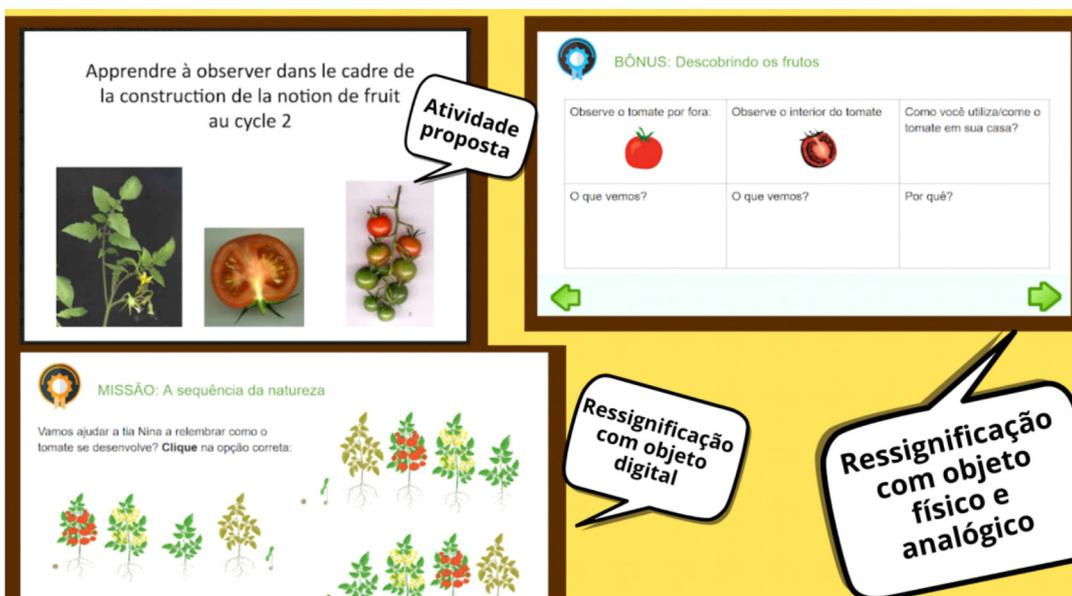 Apprendre à observer dans le cadre de
la construction de la notion de fruit
au cycle 2
Atividade
proposta
BÔNUS: Descobrindo os frutos
Observe o tomate por fora:
Observe o interior do tomate
Como você utiliza/come o
tomate em sua casa?
O que vemos?
O que vemos?
Por quê?
MISSÃO: A sequência da natureza
Vamos ajudar a tia Nina a relembrar como o
tomate se desenvolve? Clique na opção correta:
Ressignificação
com objeto
digital
Ressignificação
com objeto
físico e
analógico